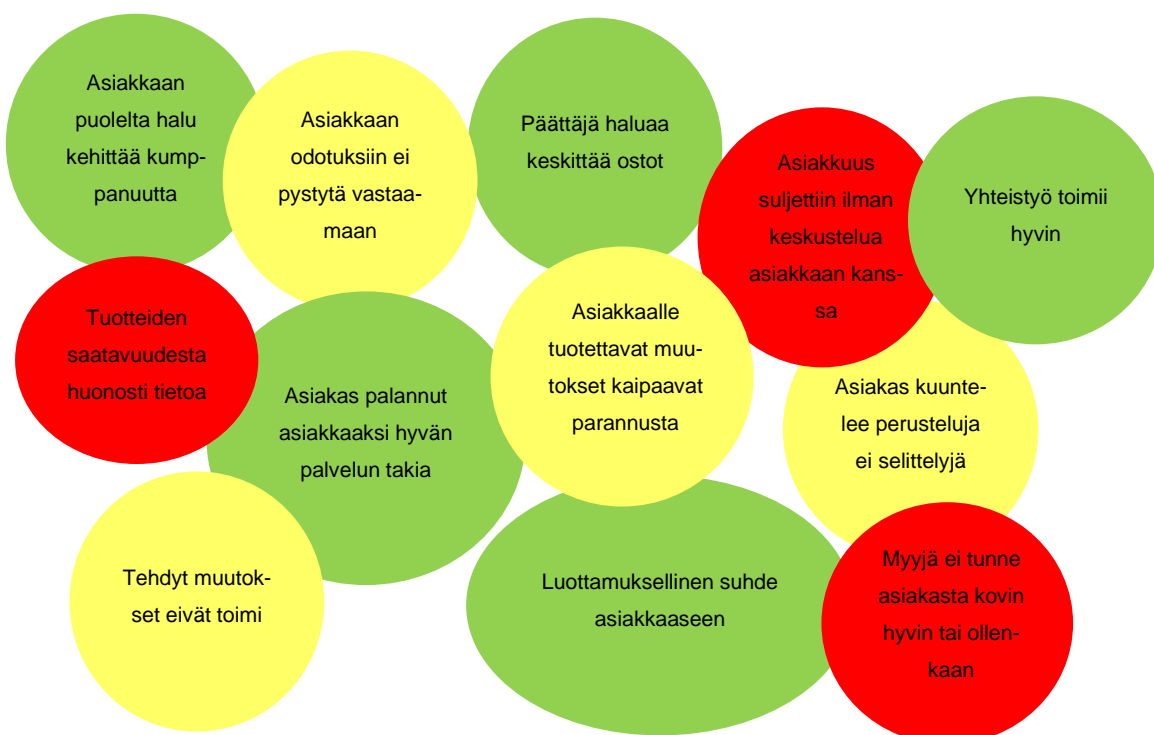 Asiakkaan
puolelta halu
kehittää kump-
panuutta
Asiakkaan
odotuksiin ei
pystytä vastaa-
maan
Päättäjä haluaa
keskittää ostot
Asiakkuus
suljettiin ilman
keskustelua
asiakkaan kans-
sa
Yhteistyö toimii
hyvin
Tuotteiden
saatavuudesta
huonosti tietoa
Asiakas palannut
asiakkaaksi hyvän
palvelun takia
Asiakkaalle
tuotettavat muu-
tokset kaipaavat
parannusta
Asiakas kuunte-
lee perusteluja
ei selittelyjä
Tehdyt muutok-
set eivät toimi
Luottamuksellinen suhde
asiakkaaseen
Myyjä ei tunne
asiakasta kovin
hyvin tai ollen-
kaan